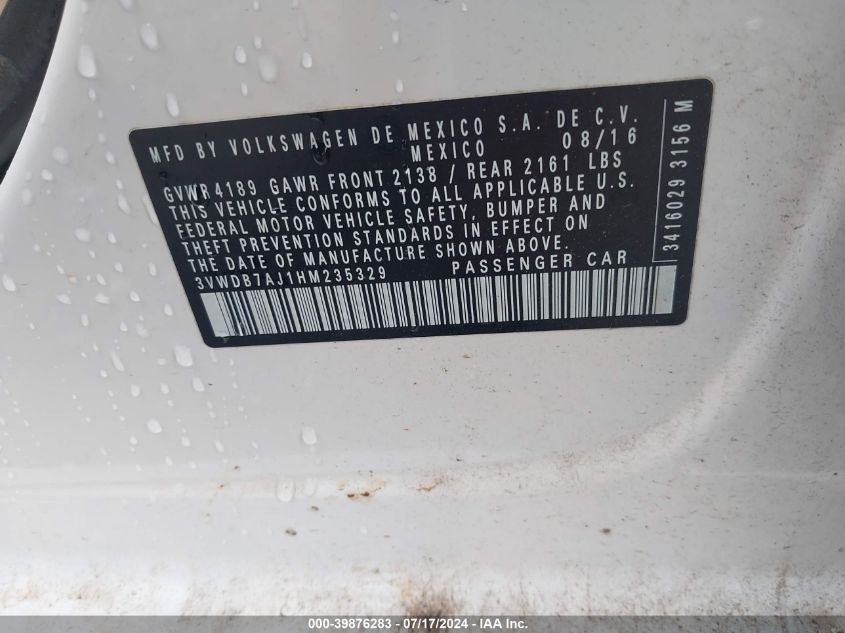 MFD BY VOLKSWAGEN DE MEXICO S.A. DE C.V.
MEXICO 08/16
GVWR4189 GAWR FRONT 2138 / REAR 2161 LBS
THIS VEHICLE CONFORMS TO ALL APPLICABLE U.S.
FEDERAL MOTOR VEHICLE SAFETY, BUMPER AND
THEFT PREVENTION STANDARDS IN EFFECT ON
THE DATE OF MANUFACTURE SHOWN ABOVE.
3VWDB7AJ1HM235329 PASSENGER CAR
3416029 3156 M
000-39876283 - 07/17/2024 - IAA Inc.